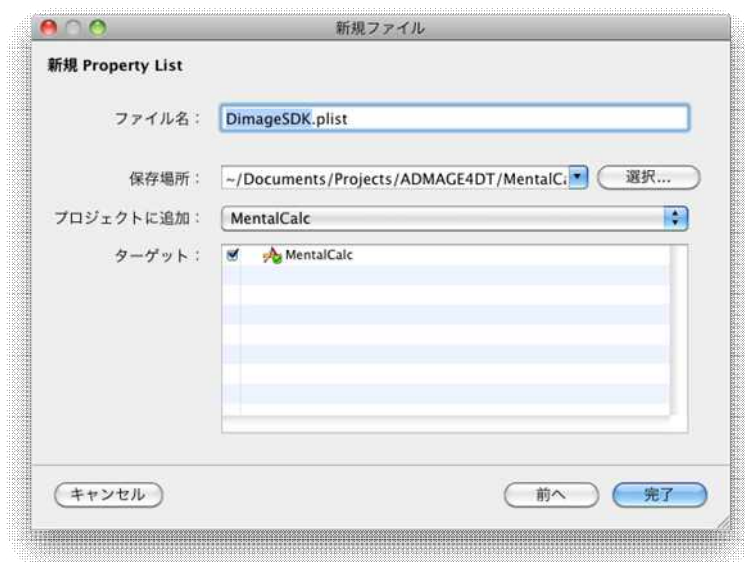 新規ファイル
新規 Property List
ファイル名： DimageSDK.plist
保存場所： ~/Documents/Projects/ADMAGE4DT/MentalCa 選択...
プロジェクトに追加： MentalCalc
ターゲット： MentalCalc
キャンセル 前へ 完了